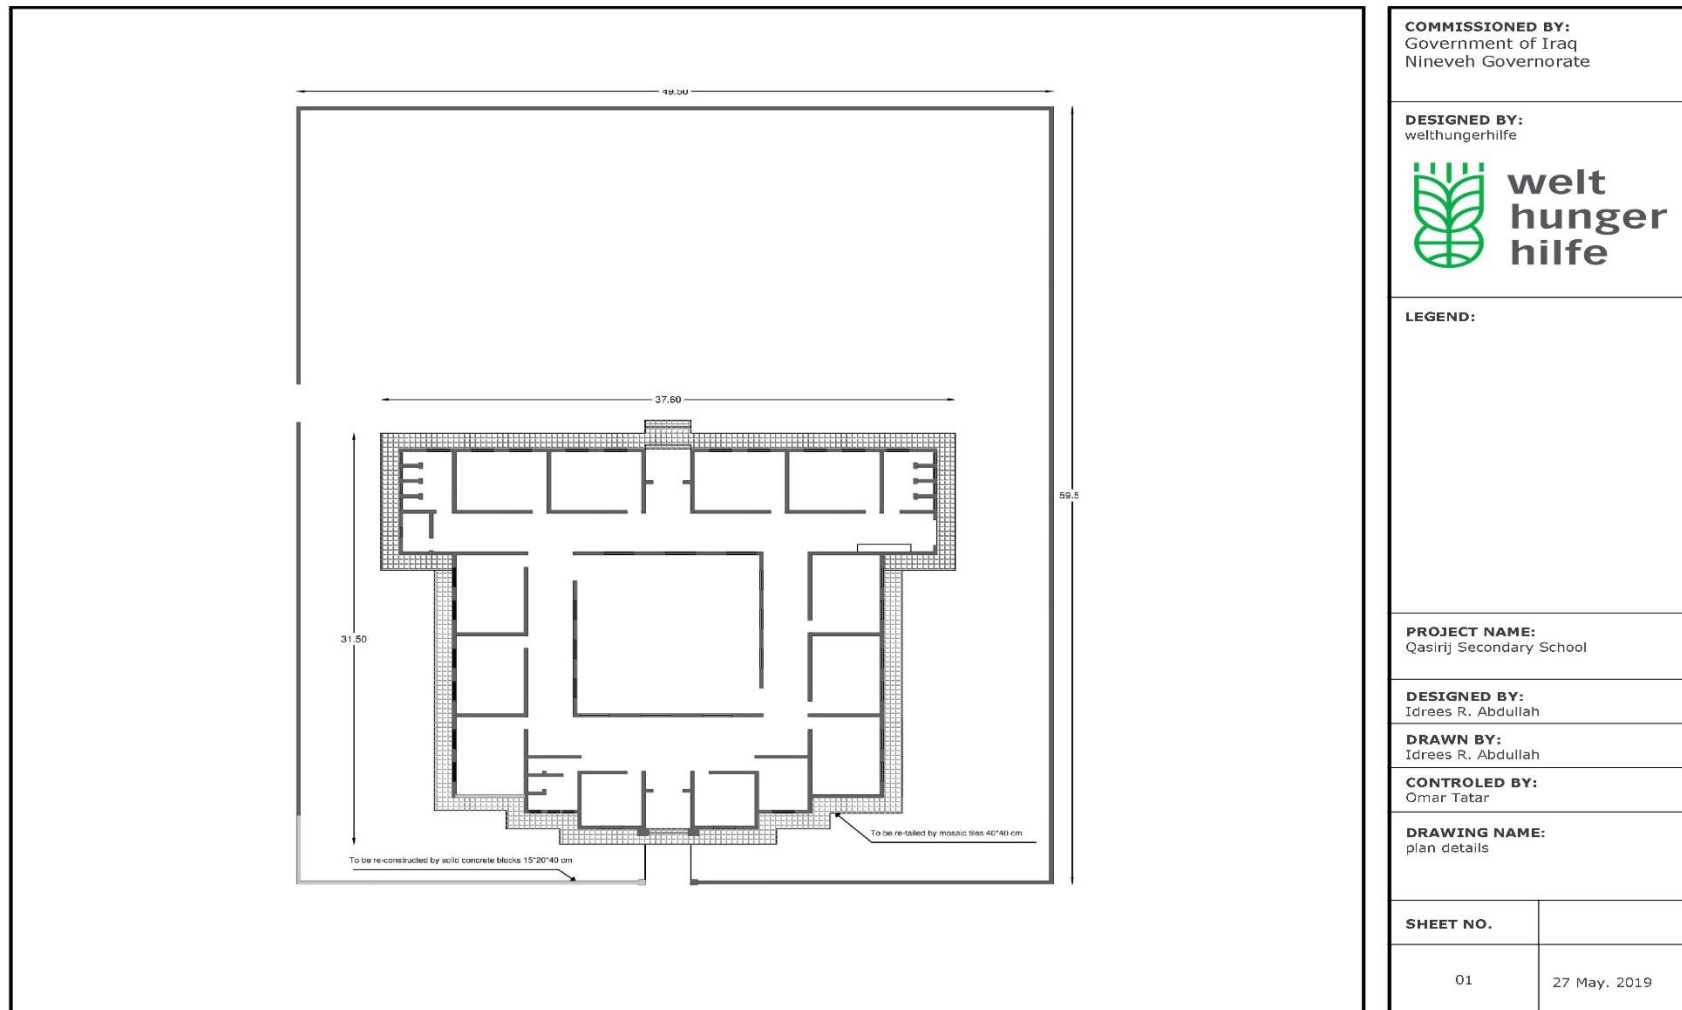 49.50
37.60
59.5
31.50
To be re-tailed by mosaic tiles 40*40 cm
To be re-constructed by solid concrete blocks 15*20*40 cm
COMMISSIONED BY:
Government of Iraq
Nineveh Governorate
DESIGNED BY:
welthungerhilfe
welt
hunger
hilfe
LEGEND:
PROJECT NAME:
Qasirij Secondary School
DESIGNED BY:
Idrees R. Abdullah
DRAWN BY:
Idrees R. Abdullah
CONTROLED BY:
Omar Tatar
DRAWING NAME:
plan details
SHEET NO.
01
27 May. 2019